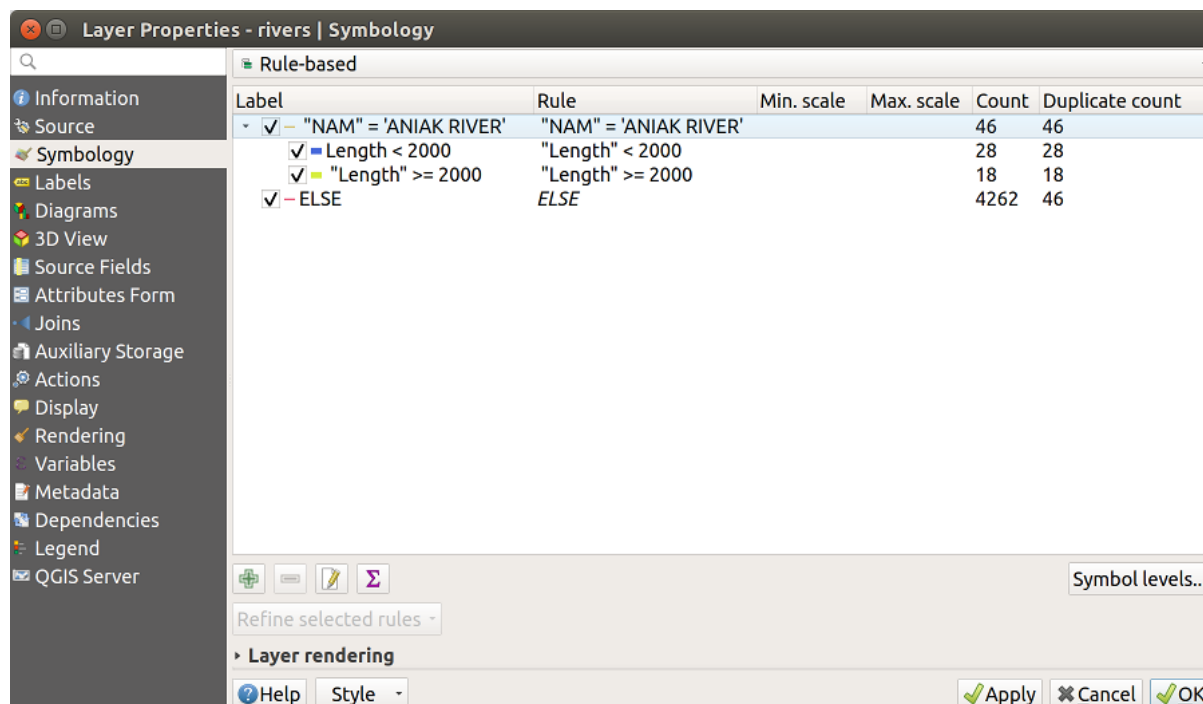 Layer Properties - rivers | Symbology
Rule-based
Information
Source
Symbology
Labels
Diagrams
3D View
Source Fields
Attributes Form
Joins
Auxiliary Storage
Actions
Display
Rendering
Variables
Metadata
Dependencies
Legend
QGIS Server
Label Rule Min. scale Max. scale Count Duplicate count
"NAM" = 'ANIAK RIVER' "NAM" = 'ANIAK RIVER' 46 46
Length < 2000 "Length" < 2000 28 28
"Length" >= 2000 "Length" >= 2000 18 18
ELSE ELSE 4262 46
Σ
Symbol levels..
Refine selected rules
Layer rendering
Help Style Apply Cancel OK